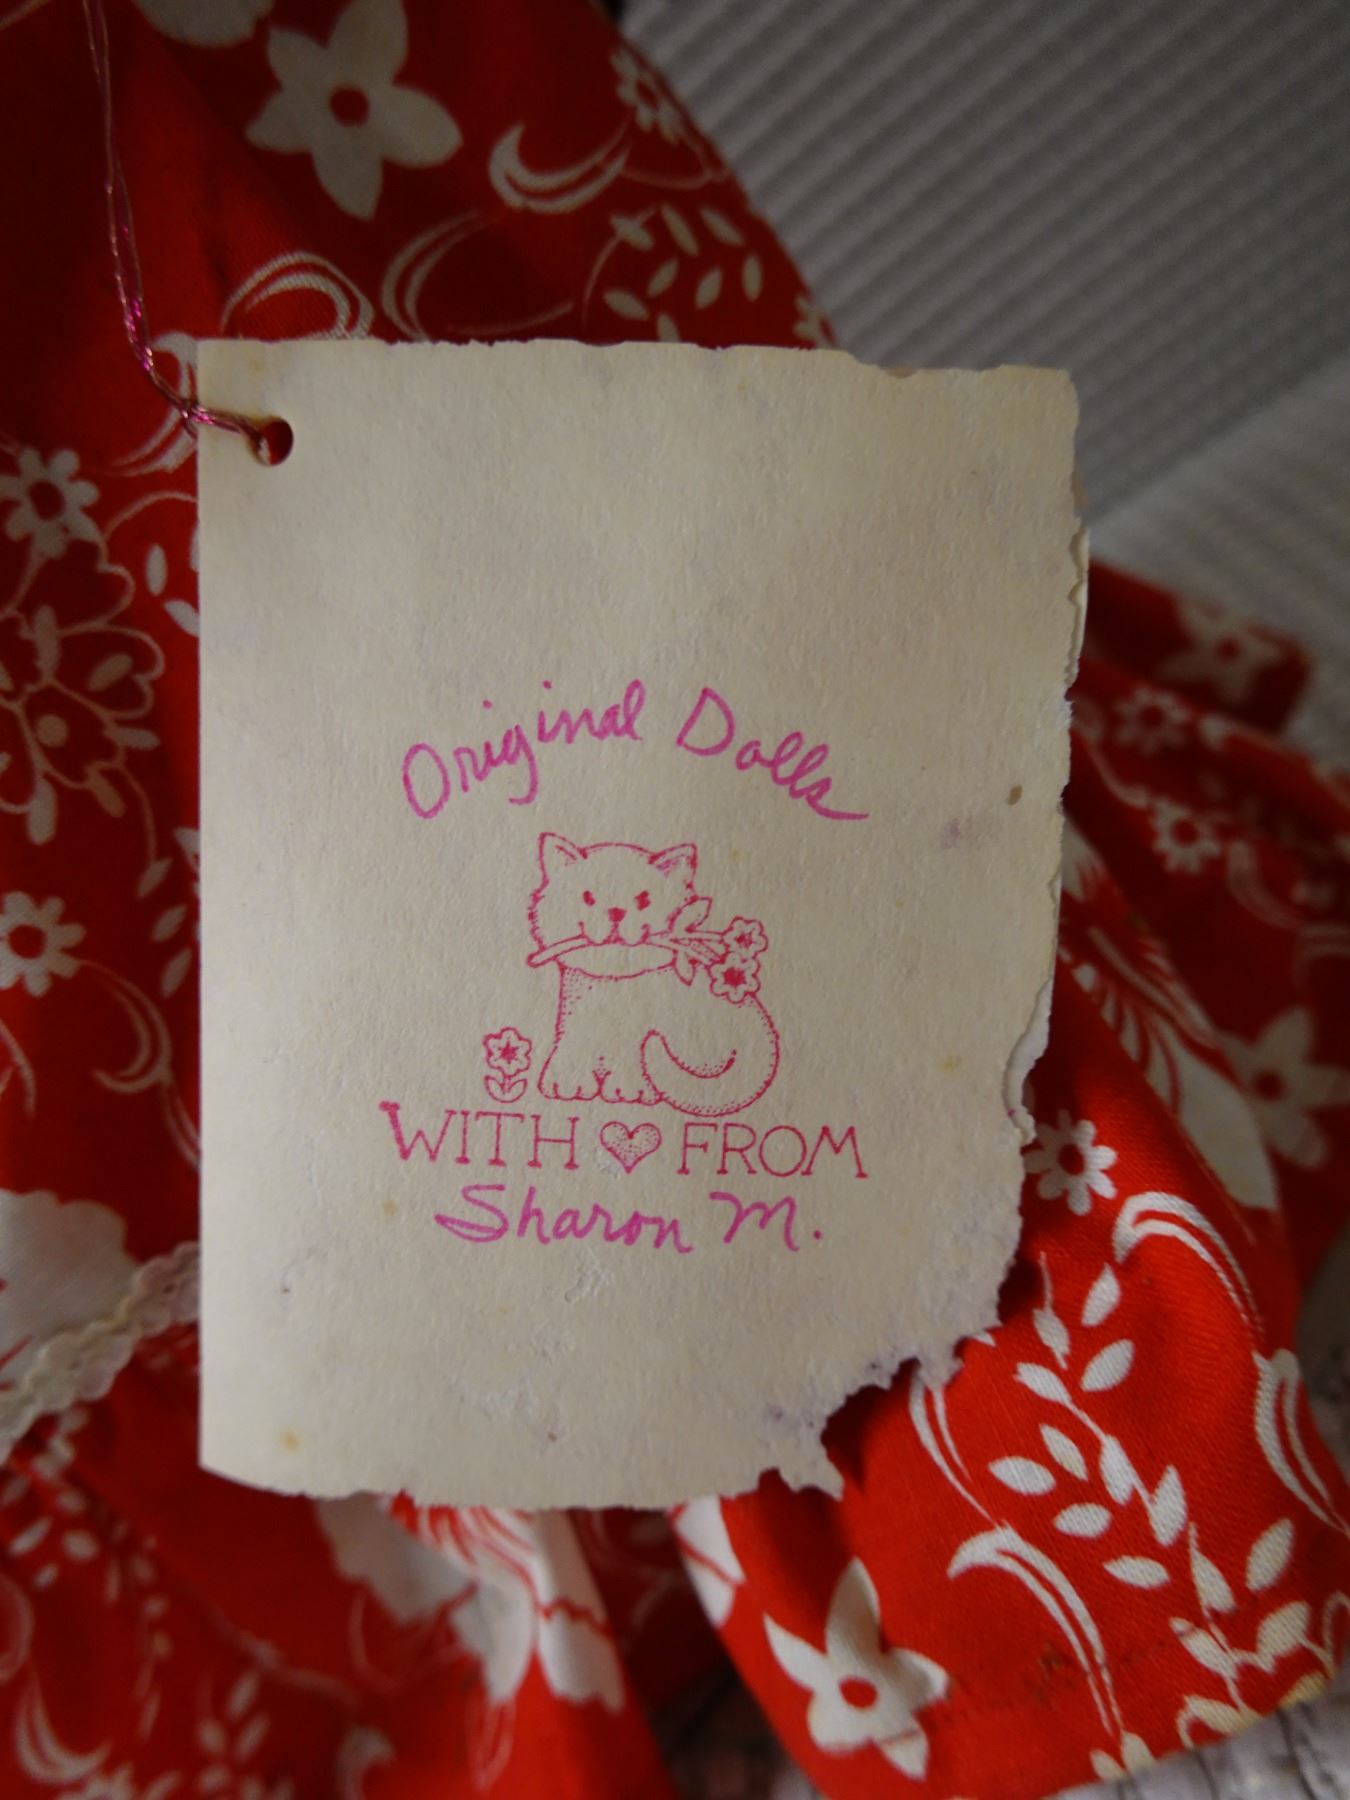 Original Dolls
WITH ♥ FROM
Sharon M.